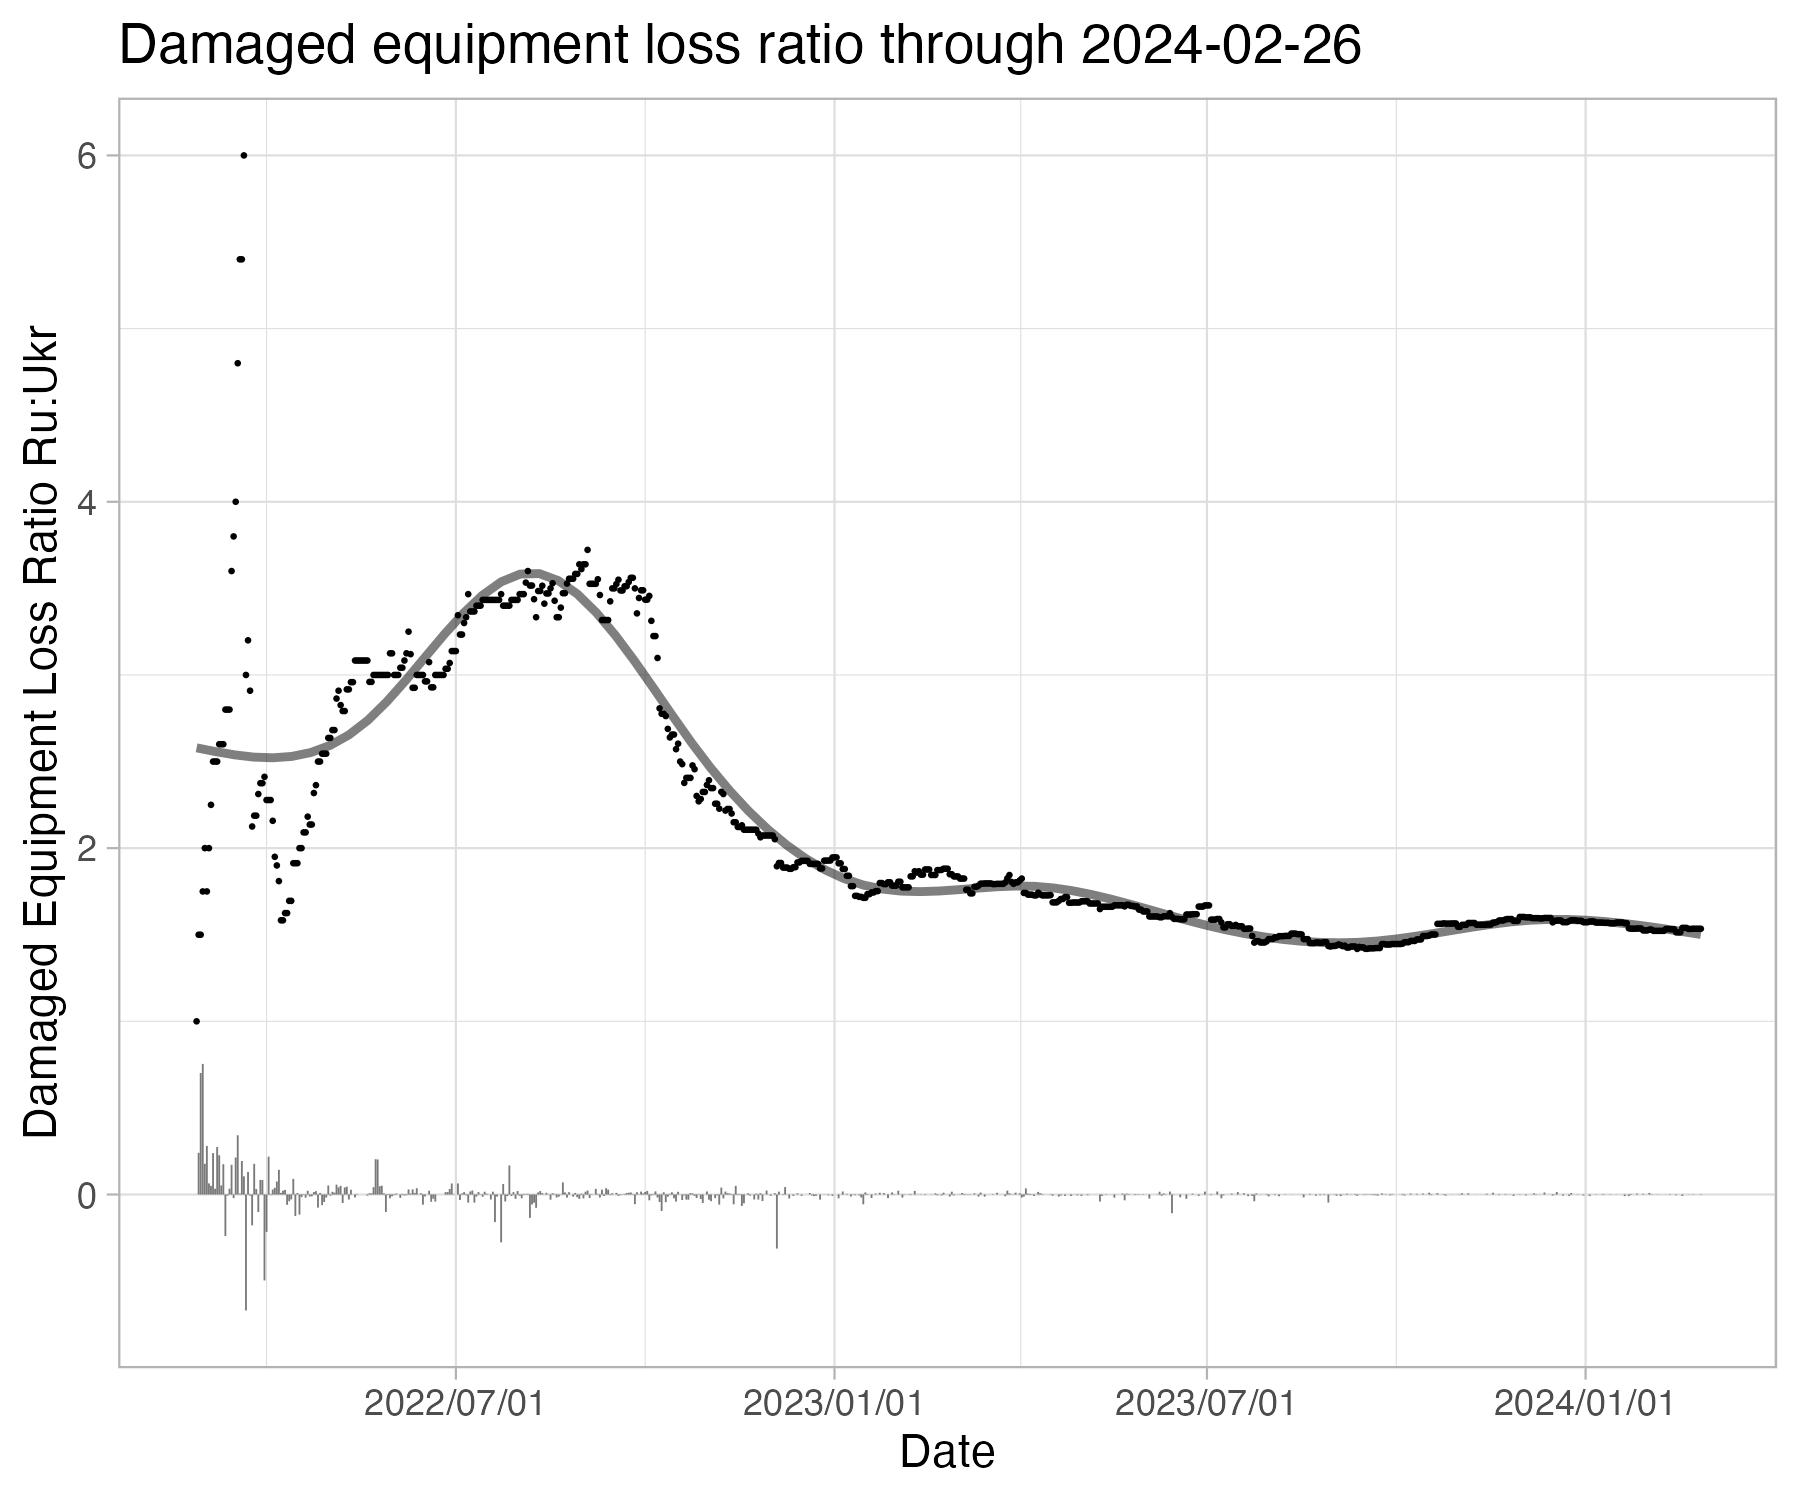 Damaged equipment loss ratio through 2024-02-26
Damaged Equipment Loss Ratio Ru:Ukr
6
4
2
0
2022/07/01
2023/01/01
2023/07/01
2024/01/01
Date